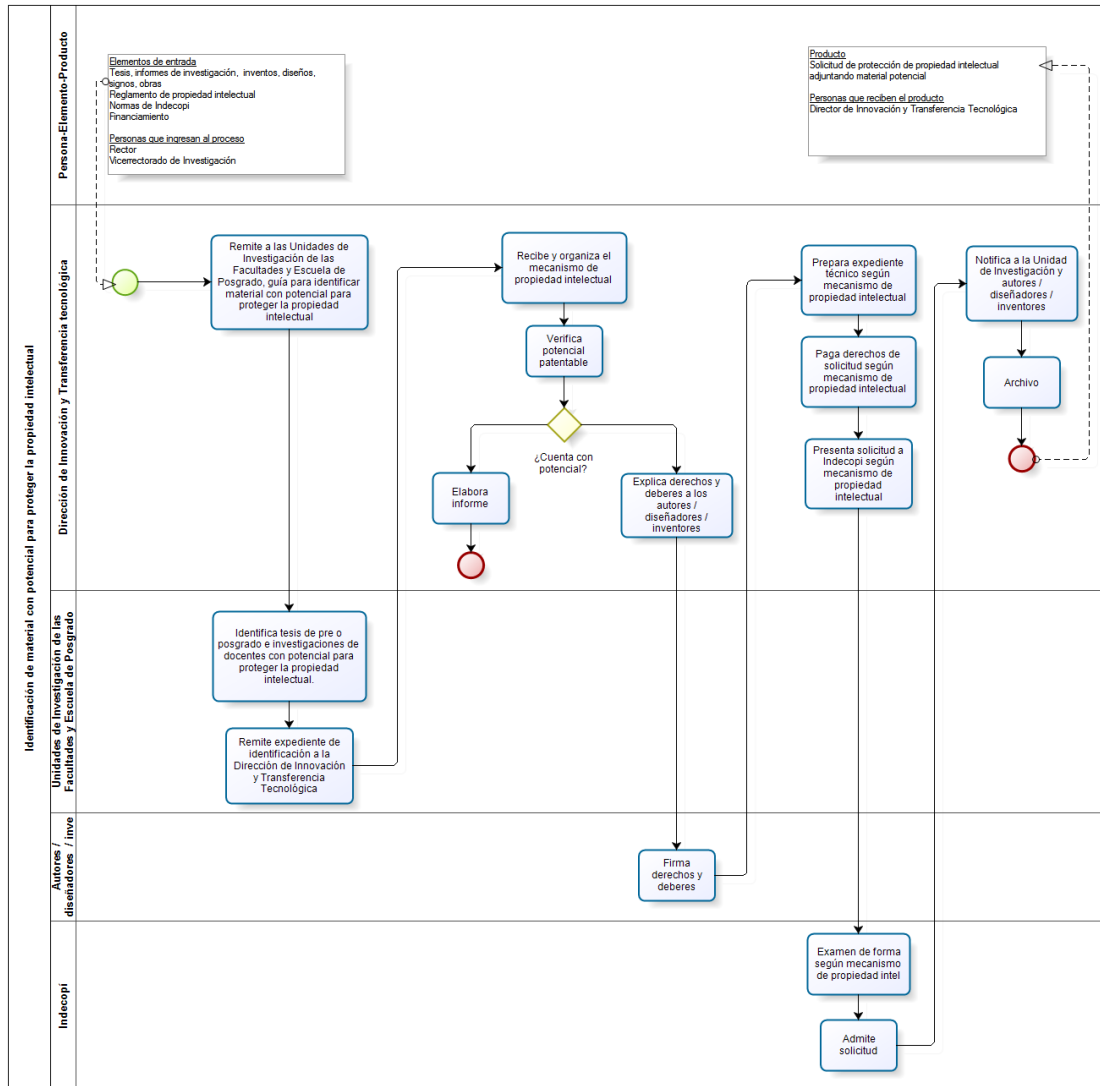 Identificación de material con potencial para proteger la propiedad intelectual
Persona-Elemento-Producto
Elementos de entrada
Tesis, informes de investigación, inventos, diseños,
signos, obras
Reglamento de propiedad intelectual
Normas de Indecopi
Financiamiento
Personas que ingresan al proceso
Rector
Vicerrectorado de Investigación
Producto
Solicitud de protección de propiedad intelectual
adjuntando material potencial
Personas que reciben el producto
Director de Innovación y Transferencia Tecnológica
Dirección de Innovación y Transferencia tecnológica
Remite a las Unidades de
Investigación de las
Facultades y Escuela de
Posgrado, guía para identificar
material con potencial para
proteger la propiedad
intelectual
Recibe y organiza el
mecanismo de
propiedad intelectual
Verifica
potencial
patentable
¿Cuenta con
potencial?
Elabora
informe
Explica derechos y
deberes a los
autores /
diseñadores /
inventores
Prepara expediente
técnico según
mecanismo de
propiedad intelectual
Paga derechos de
solicitud según
mecanismo de
propiedad intelectual
Presenta solicitud a
Indecopi según
mecanismo de
propiedad
intelectual
Notifica a la Unidad
de Investigación y
autores /
diseñadores /
inventores
Archivo
Unidades de Investigación de las
Facultades y Escuela de Posgrado
Identifica tesis de pre o
posgrado e investigaciones de
docentes con potencial para
proteger la propiedad
intelectual.
Remite expediente de
identificación a la
Dirección de Innovación
y Transferencia
Tecnológica
Autores /
diseñadores / inve
Firma
derechos y
deberes
Indecopi
Examen de forma
según mecanismo
de propiedad intel
Admite
solicitud